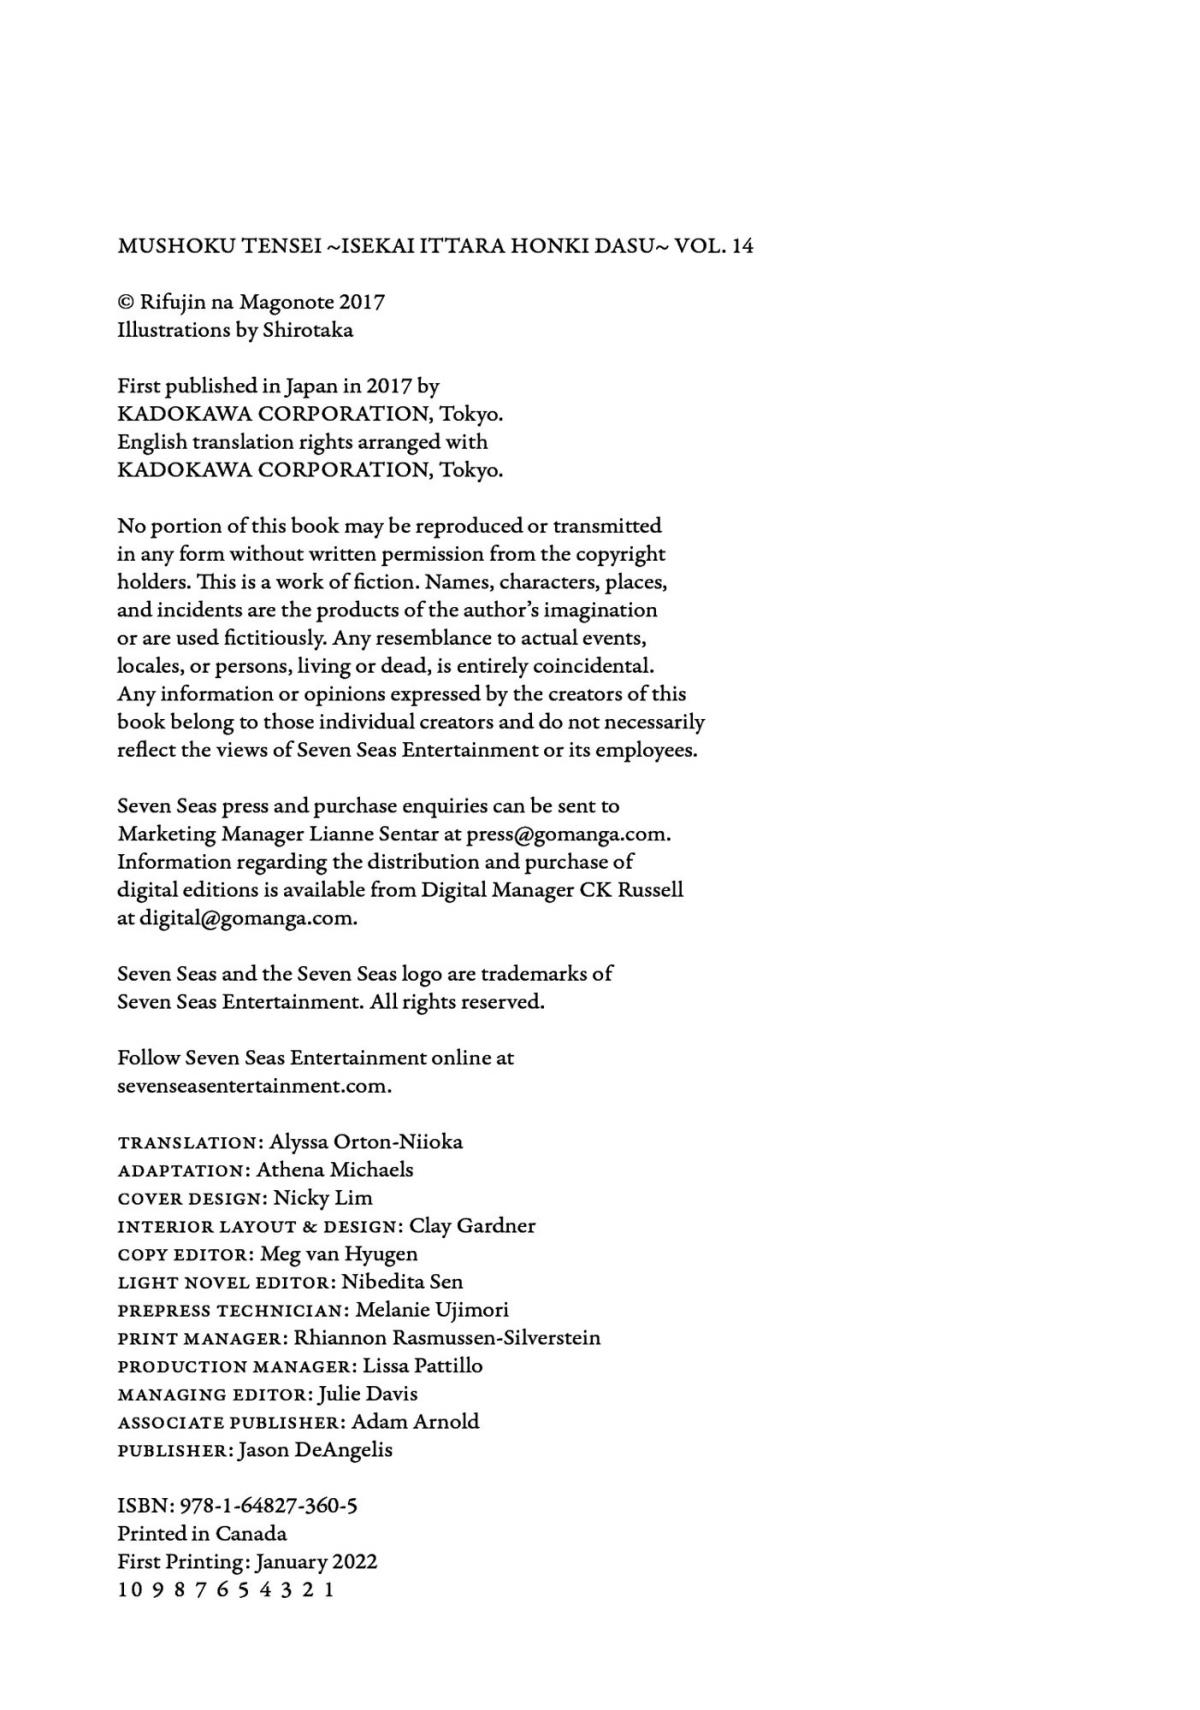 MUSHOKU TENSEI ~ISEKAI ITTARA HONKI DASU~ VOL. 14
© Rifujin na Magonote 2017
Illustrations by Shirotaka
First published in Japan in 2017 by
KADOKAWA CORPORATION, Tokyo.
English translation rights arranged with
KADOKAWA CORPORATION, Tokyo.
No portion of this book may be reproduced or transmitted
in any form without written permission from the copyright
holders. This is a work of fiction. Names, characters, places,
and incidents are the products of the author’s imagination
or are used fictitiously. Any resemblance to actual events,
locales, or persons, living or dead, is entirely coincidental.
Any information or opinions expressed by the creators of this
book belong to those individual creators and do not necessarily
reflect the views of Seven Seas Entertainment or its employees.
Seven Seas press and purchase enquiries can be sent to
Marketing Manager Lianne Sentar at press@gomanga.com.
Information regarding the distribution and purchase of
digital editions is available from Digital Manager CK Russell
at digital@gomanga.com.
Seven Seas and the Seven Seas logo are trademarks of
Seven Seas Entertainment. All rights reserved.
Follow Seven Seas Entertainment online at
sevenseasentertainment.com.
TRANSLATION: Alyssa Orton-Niioka
ADAPTATION: Athena Michaels
COVER DESIGN: Nicky Lim
INTERIOR LAYOUT & DESIGN: Clay Gardner
COPY EDITOR: Meg van Hyugen
LIGHT NOVEL EDITOR: Nibedita Sen
PREPRESS TECHNICIAN: Melanie Ujimori
PRINT MANAGER: Rhiannon Rasmussen-Silverstein
PRODUCTION MANAGER: Lissa Pattillo
MANAGING EDITOR: Julie Davis
ASSOCIATE PUBLISHER: Adam Arnold
PUBLISHER: Jason DeAngelis
ISBN: 978-1-64827-360-5
Printed in Canada
First Printing: January 2022
10 9 8 7 6 5 4 3 2 1